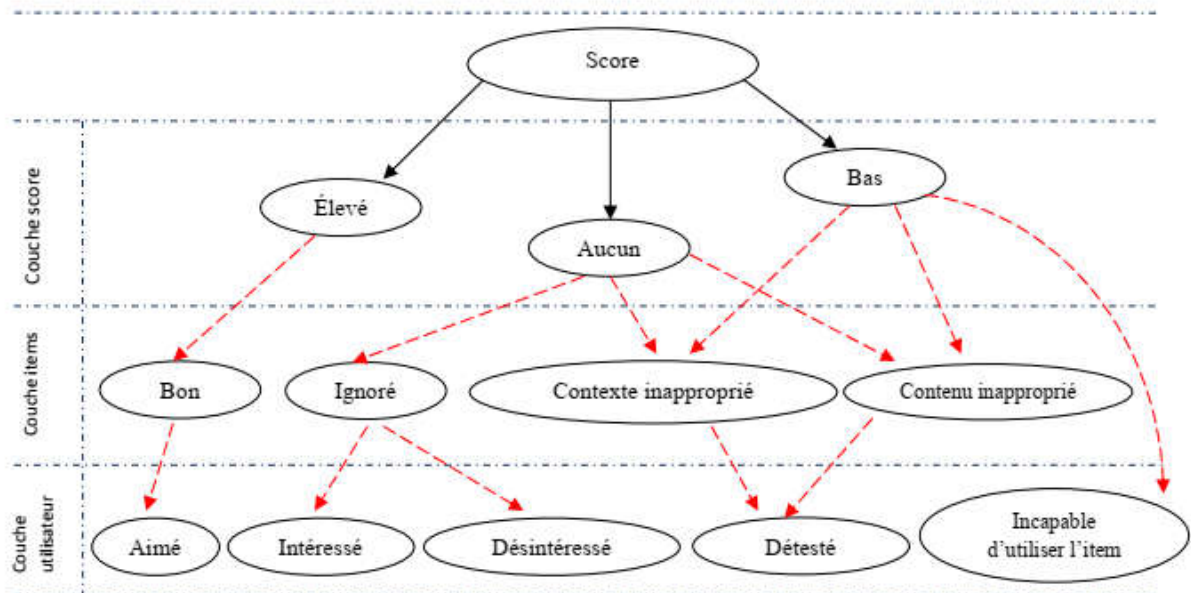 Score
Couche score
Élevé
Aucun
Bas
Couche items
Bon
Ignoré
Contexte inapproprié
Contenu inapproprié
Couche
utilisateur
Aimé
Intéressé
Désintéressé
Détesté
Incapable
d'utiliser l'item